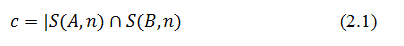 c = |S(A,n) ∩ S(B,n) (2.1)